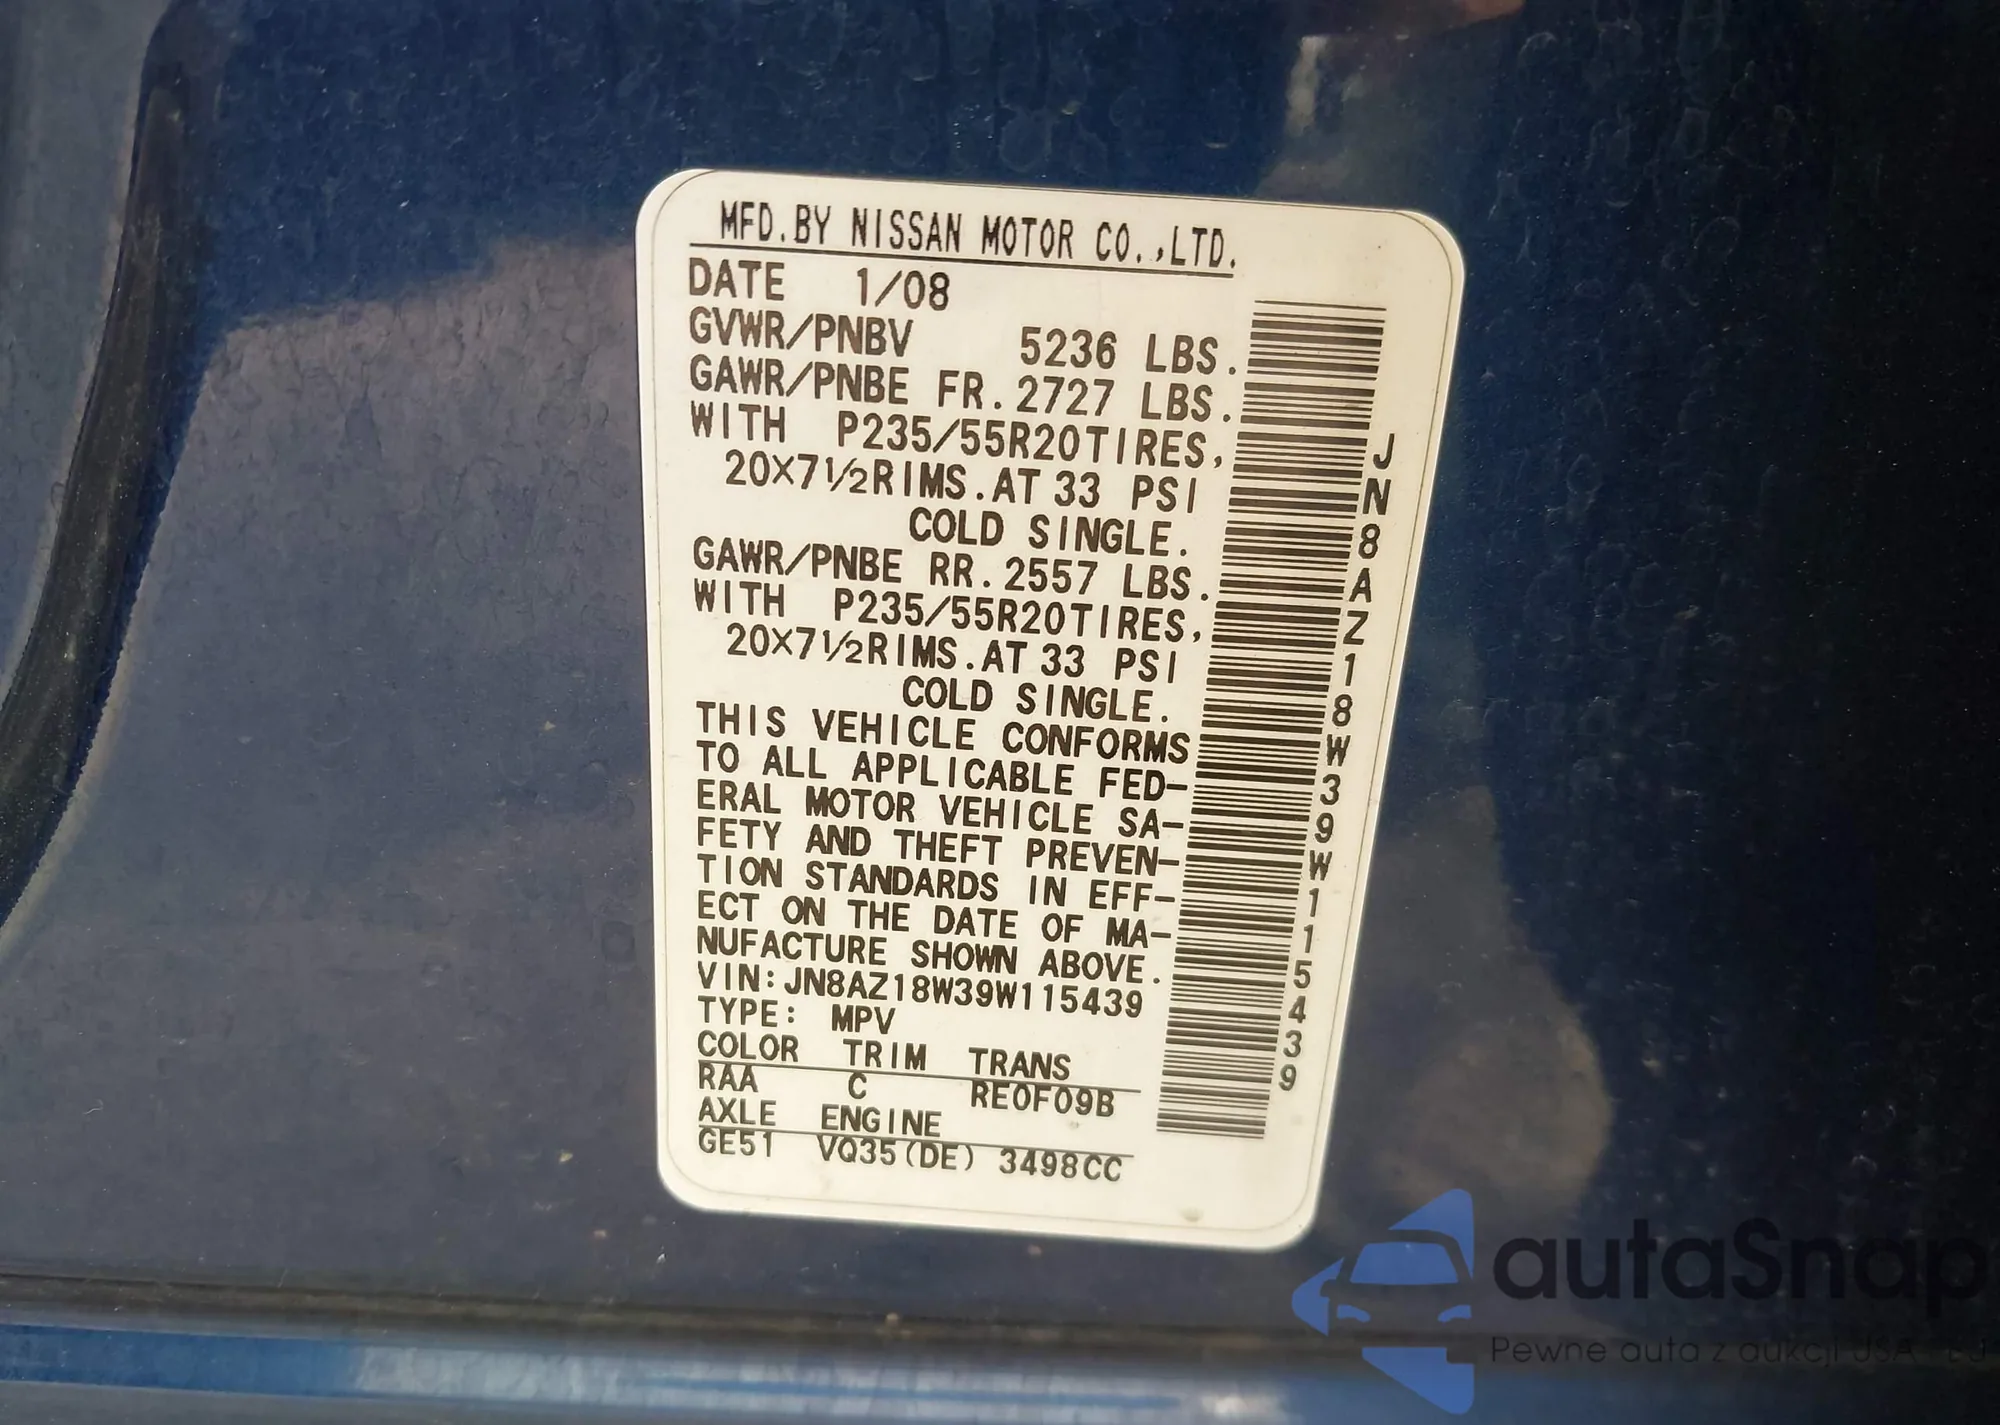 MFD.BY NISSAN MOTOR CO.,LTD.
DATE 1/08
GVWR/PNBV 5236 LBS.
GAWR/PNBE FR. 2727 LBS.
WITH P235/55R20TIRES,
20X7½RIMS.AT 33 PSI
COLD SINGLE.
GAWR/PNBE RR. 2557 LBS.
WITH P235/55R20TIRES,
20X7½RIMS.AT 33 PSI
COLD SINGLE.
THIS VEHICLE CONFORMS
TO ALL APPLICABLE FED-
ERAL MOTOR VEHICLE SA-
FETY AND THEFT PREVEN-
TION STANDARDS IN EFF-
ECT ON THE DATE OF MA-
NUFACTURE SHOWN ABOVE.
VIN:JN8AZ18W39W115439
TYPE: MPV
COLOR TRIM TRANS
RAA C RE0F09B
AXLE ENGINE
GE51 VQ35(DE) 3498CC
JN8AZ18W39W115439
autaSnap
Pewne auta z aukcji USA